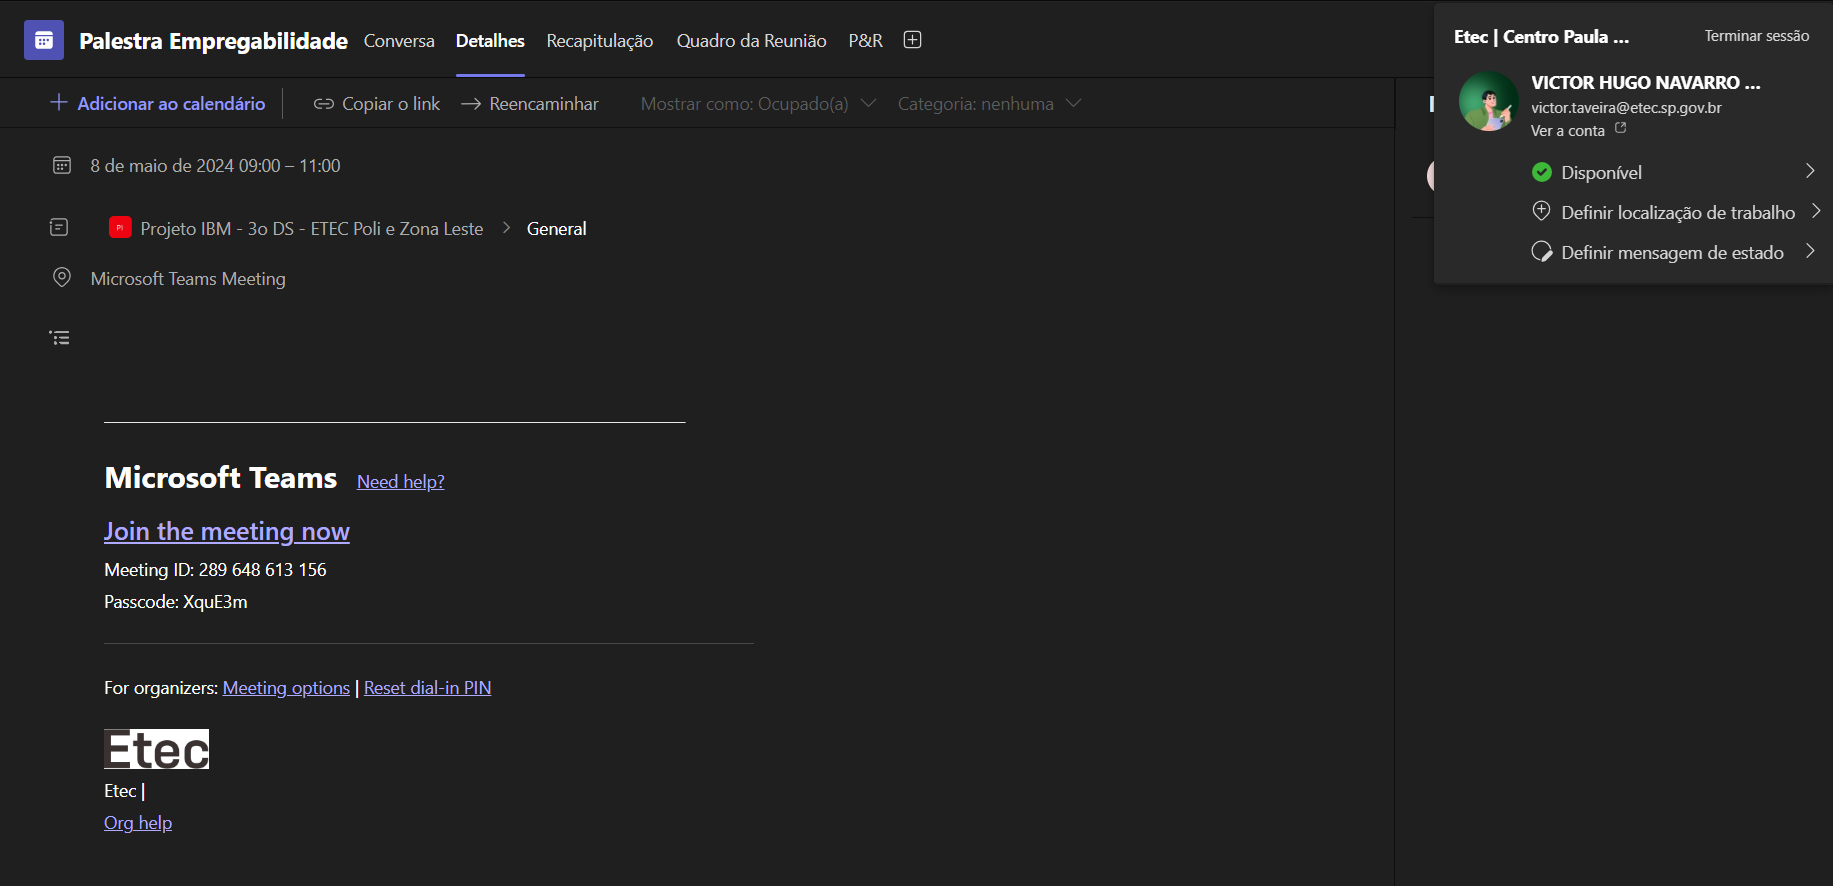 Palestra Empregabilidade Conversa Detalhes Recapitulação Quadro da Reunião P&R
Etec | Centro Paula ... Terminar sessão
VICTOR HUGO NAVARRO ...
victor.taveira@etec.sp.gov.br
Ver a conta
Disponível
Definir localização de trabalho
Definir mensagem de estado
Adicionar ao calendário Copiar o link Reencaminhar Mostrar como: Ocupado(a) Categoria: nenhuma
8 de maio de 2024 09:00 – 11:00
PI Projeto IBM - 3o DS - ETEC Poli e Zona Leste > General
Microsoft Teams Meeting
Microsoft Teams Need help?
Join the meeting now
Meeting ID: 289 648 613 156
Passcode: XquE3m
For organizers: Meeting options | Reset dial-in PIN
Etec
Etec |
Org help